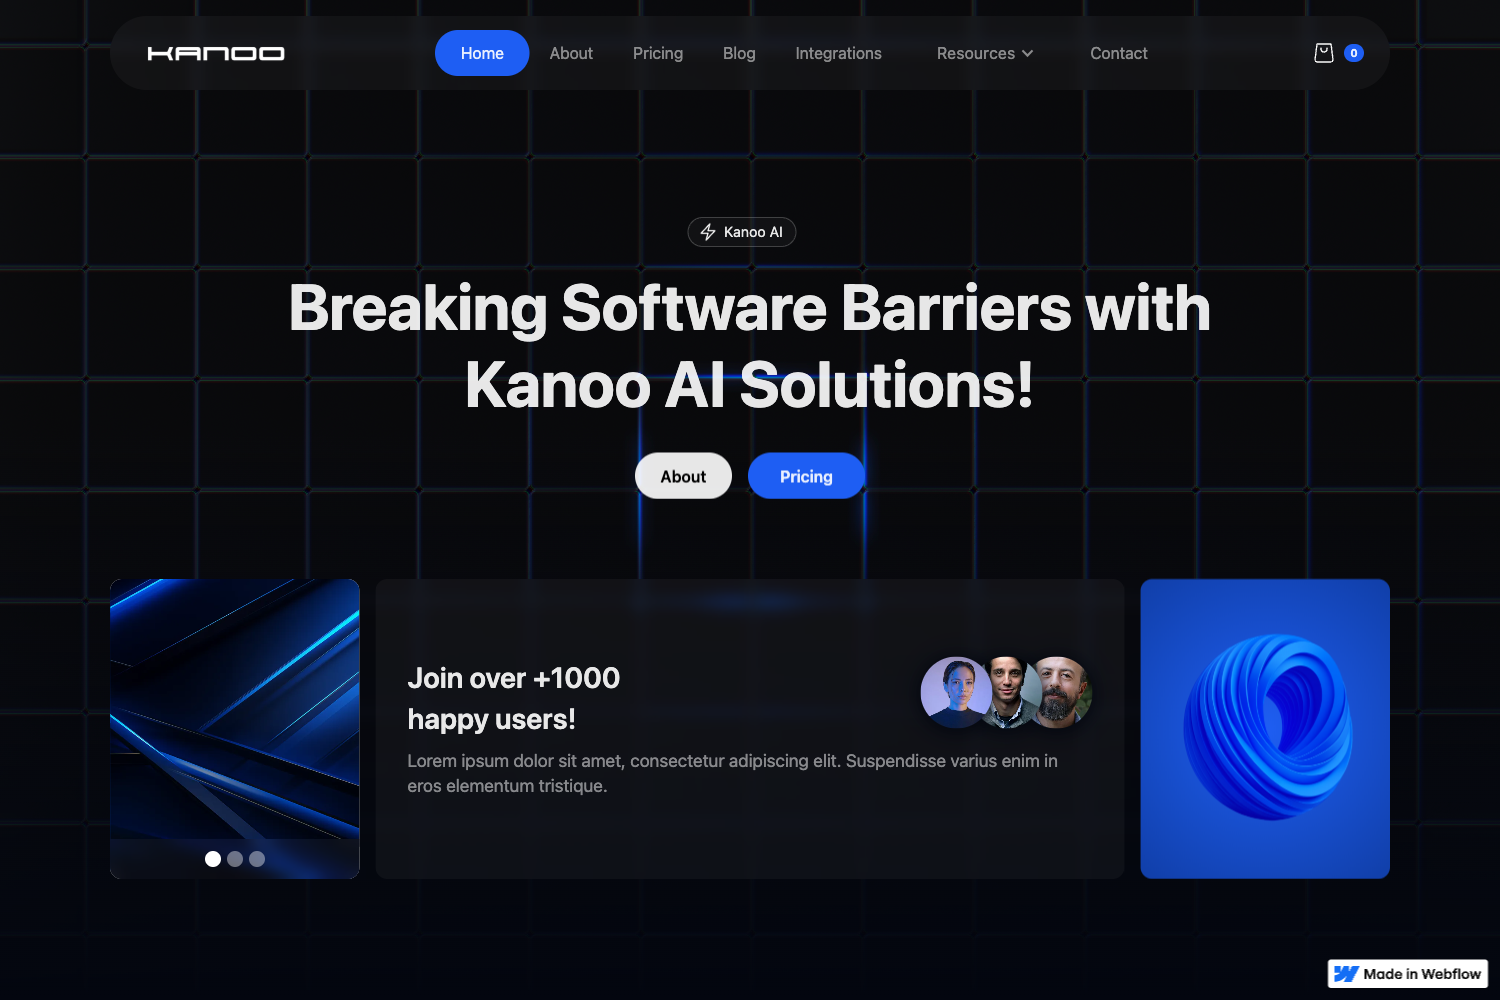 KANOO
Home
About
Pricing
Blog
Integrations
Resources
Contact
0
Kanoo AI
Breaking Software Barriers with
Kanoo AI Solutions!
About
Pricing
Join over +1000
happy users!
Lorem ipsum dolor sit amet, consectetur adipiscing elit. Suspendisse varius enim in
eros elementum tristique.
Made in Webflow